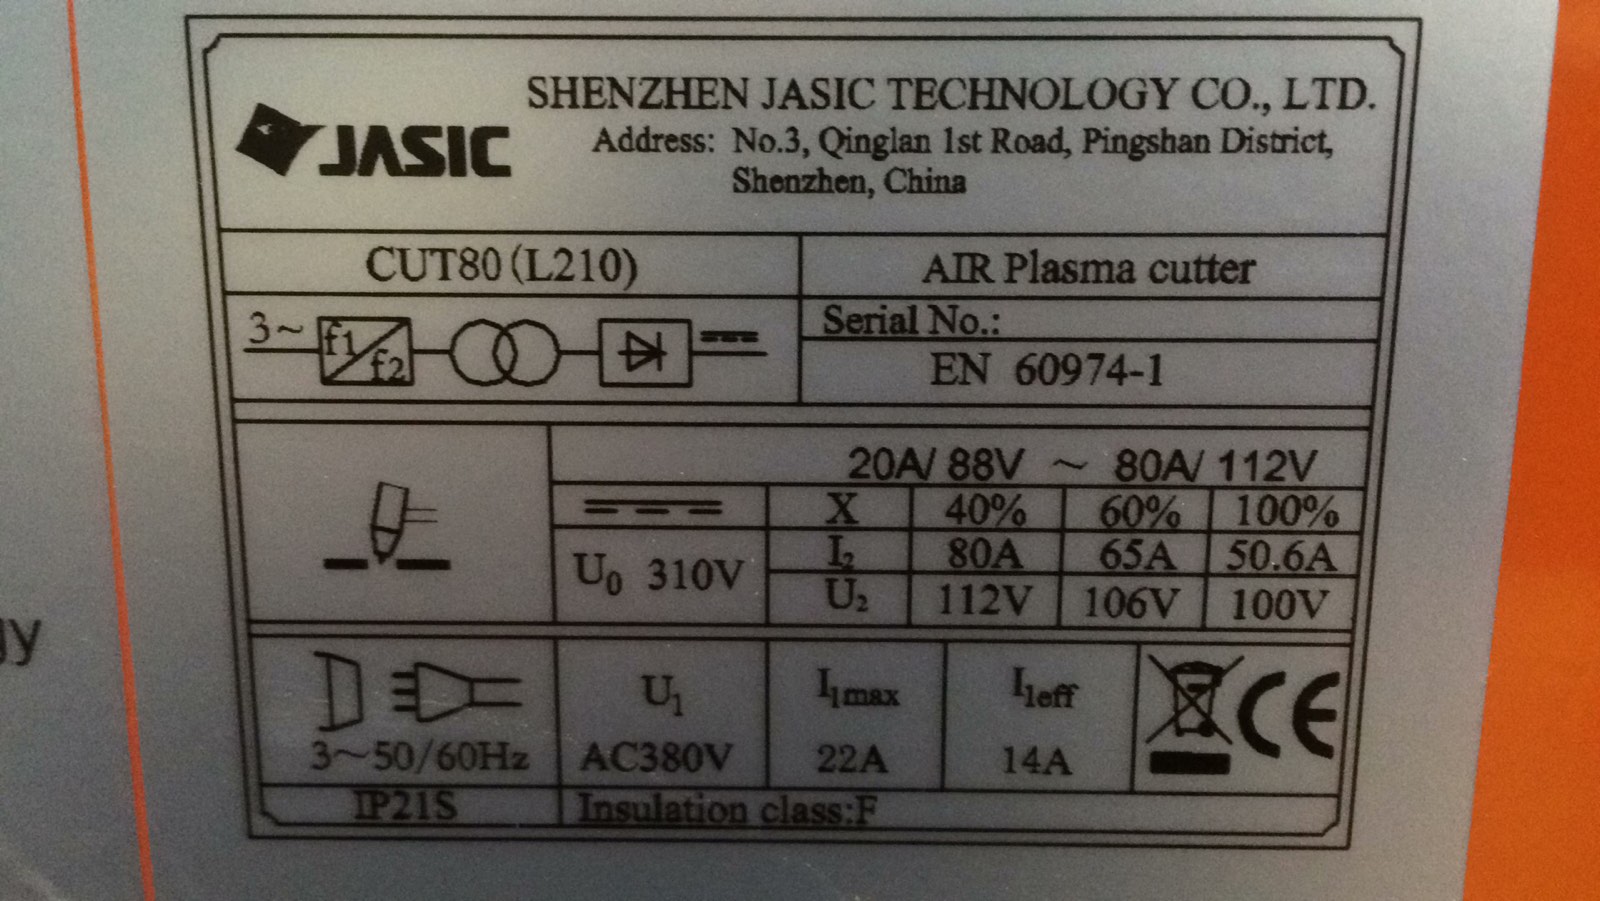 SHENZHEN JASIC TECHNOLOGY CO., LTD.
JASIC
Address: No.3, Qinglan 1st Road, Pingshan District,
Shenzhen, China
CUT80(L210)
AIR Plasma cutter
3~ f1 f2
Serial No.:
EN 60974-1
20A/ 88V ~ 80A/ 112V
X 40% 60% 100%
I2 80A 65A 50.6A
U0 310V
U2 112V 106V 100V
U1 I1max I1eff
3~50/60Hz AC380V 22A 14A
CE
IP21S Insulation class:F
gy